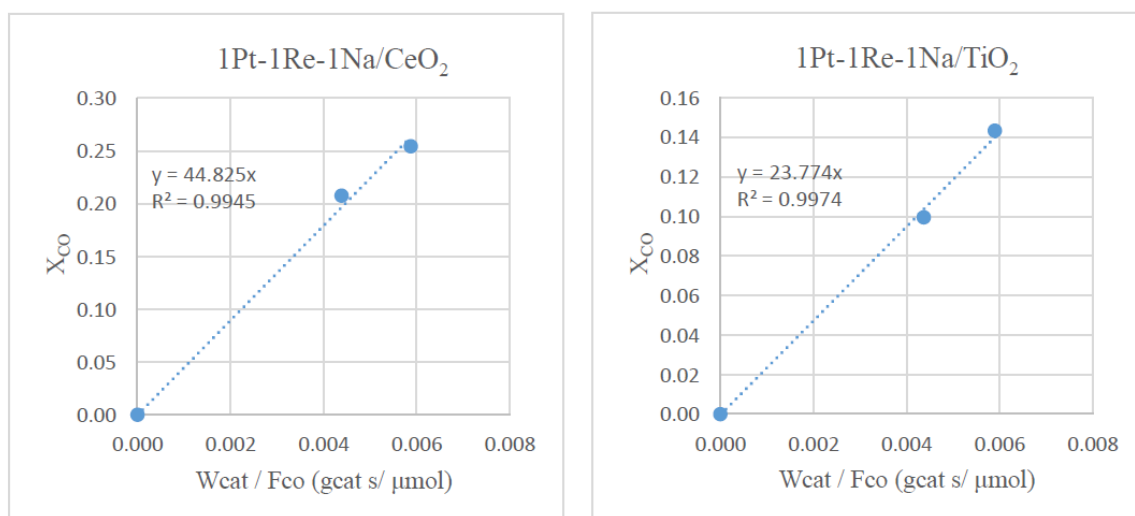 1Pt-1Re-1Na/CeO₂
0.30
0.25
0.20
0.15
0.10
0.05
0.00
y = 44.825x
R² = 0.9945
X_CO
0.000 0.002 0.004 0.006 0.008
Wcat / Fco (gcat s/ μmol)
1Pt-1Re-1Na/TiO₂
0.16
0.14
0.12
0.10
0.08
0.06
0.04
0.02
0.00
y = 23.774x
R² = 0.9974
X_CO
0.000 0.002 0.004 0.006 0.008
Wcat / Fco (gcat s/ μmol)